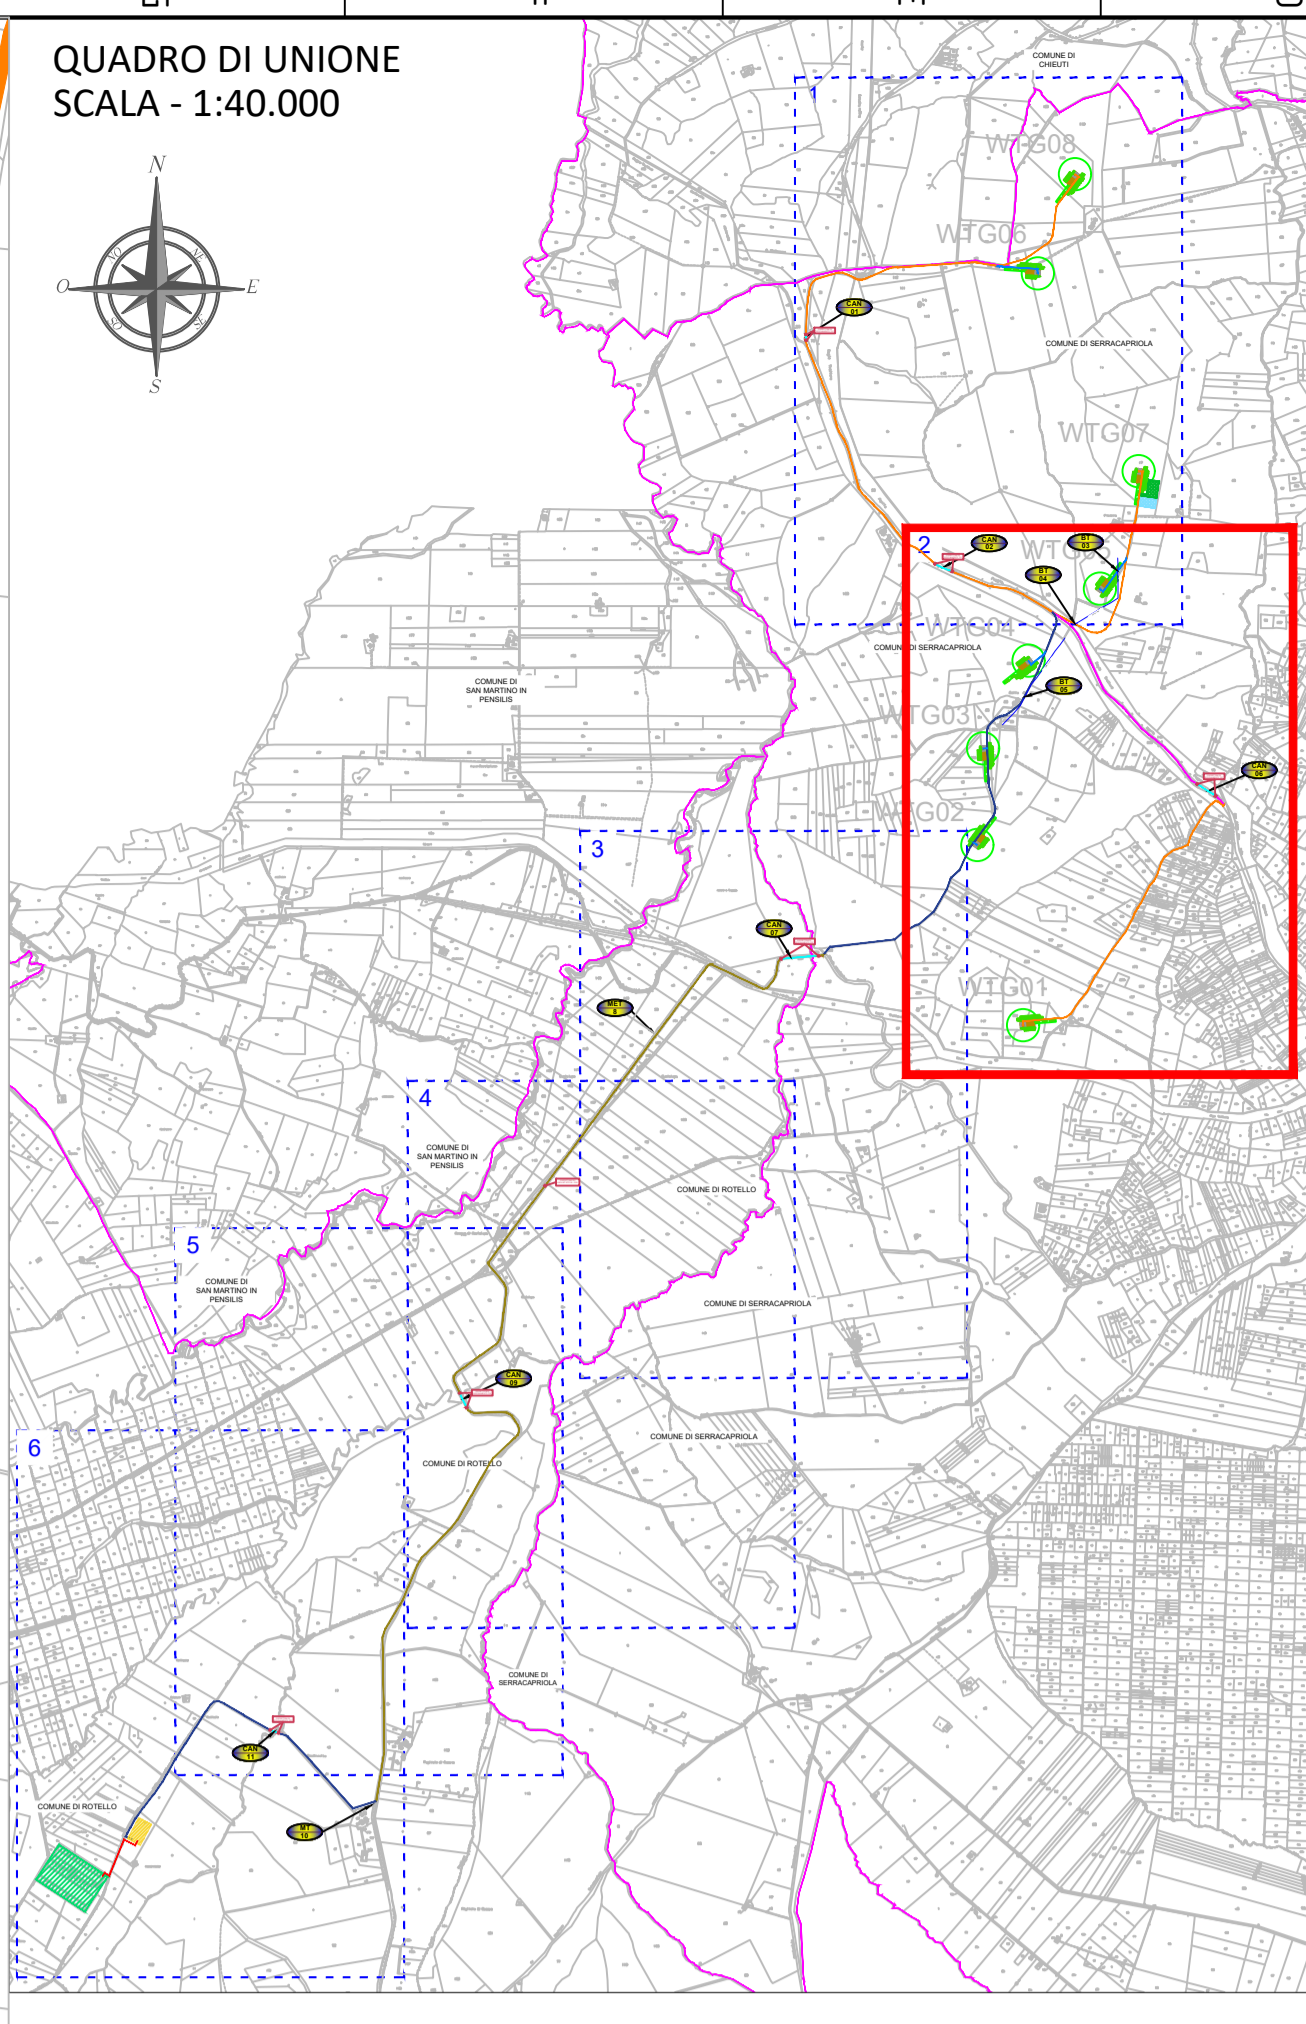 QUADRO DI UNIONE
SCALA - 1:40.000
N
NO
NE
O
E
SO
SE
S
COMUNE DI
CHIEUTI
1
WTG08
WTG06
CAN
01
COMUNE DI SERRACAPRIOLA
WTG07
2
CAN
02
BT
03
BT
04
WTG04
COMUNE DI SERRACAPRIOLA
COMUNE DI
SAN MARTINO IN
PENSILIS
BT
05
WTG03
CAN
06
WTG02
3
CAN
07
WTG01
MET
8
4
COMUNE DI
SAN MARTINO IN
PENSILIS
COMUNE DI ROTELLO
5
COMUNE DI
SAN MARTINO IN
PENSILIS
COMUNE DI SERRACAPRIOLA
CAN
09
6
COMUNE DI SERRACAPRIOLA
COMUNE DI ROTELLO
COMUNE DI
SERRACAPRIOLA
CAN
11
COMUNE DI ROTELLO
MT
10